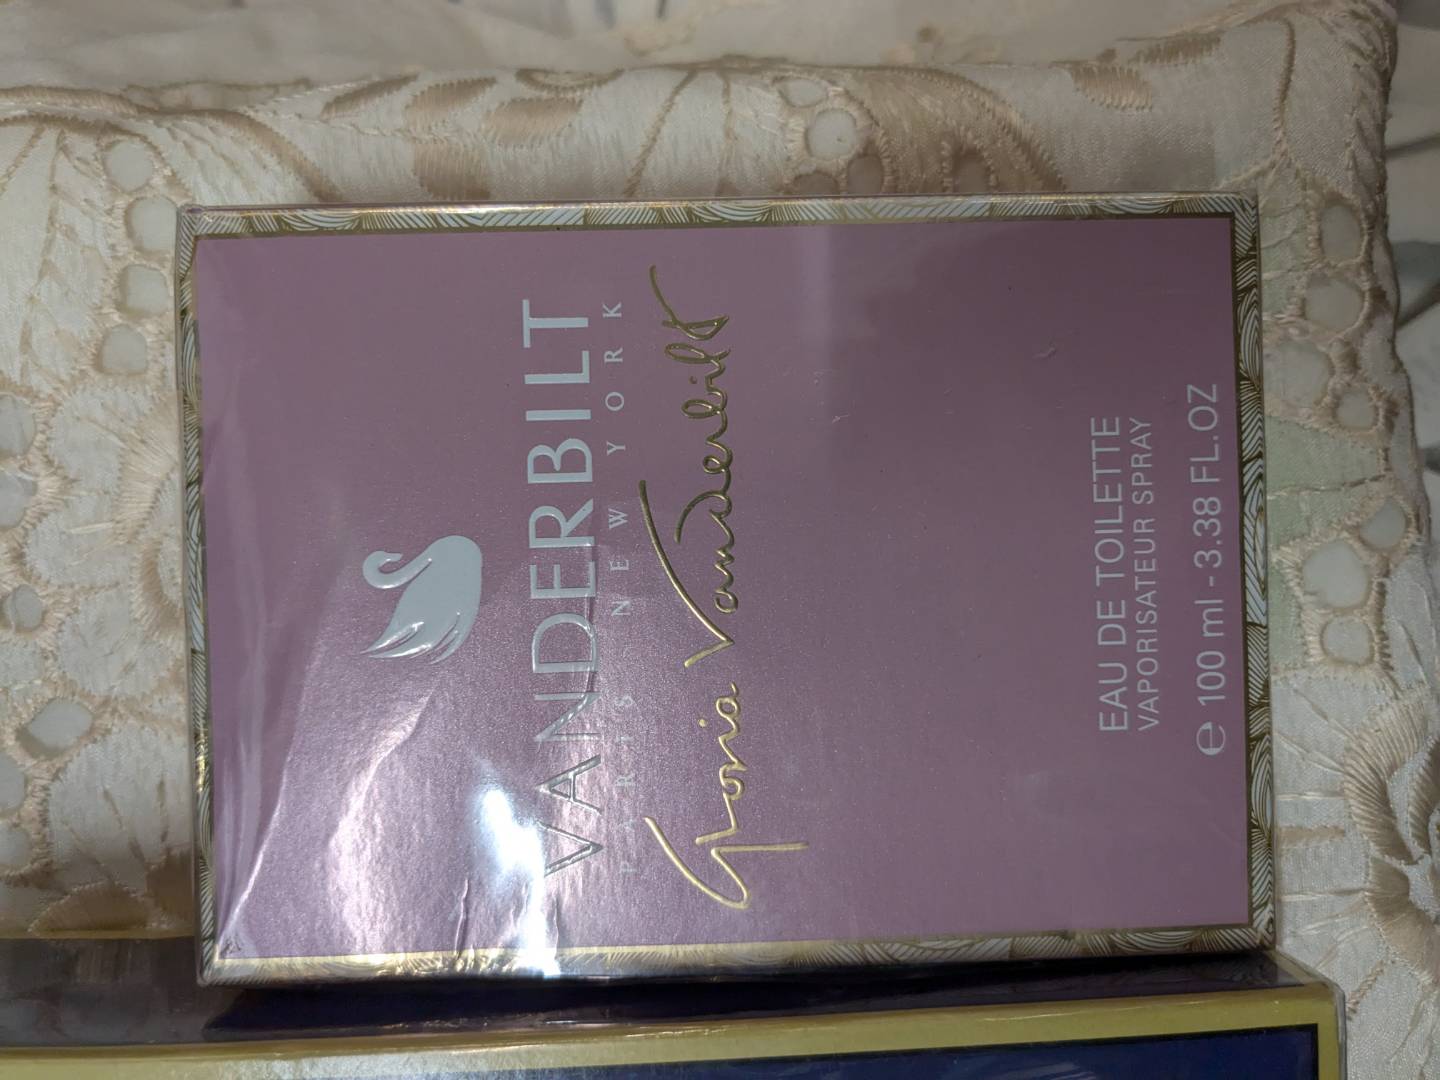 VANDERBILT
PARIS NEW YORK
Gloria Vanderbilt
EAU DE TOILETTE
VAPORISATEUR SPRAY
℮ 100 ml - 3.38 FL.OZ